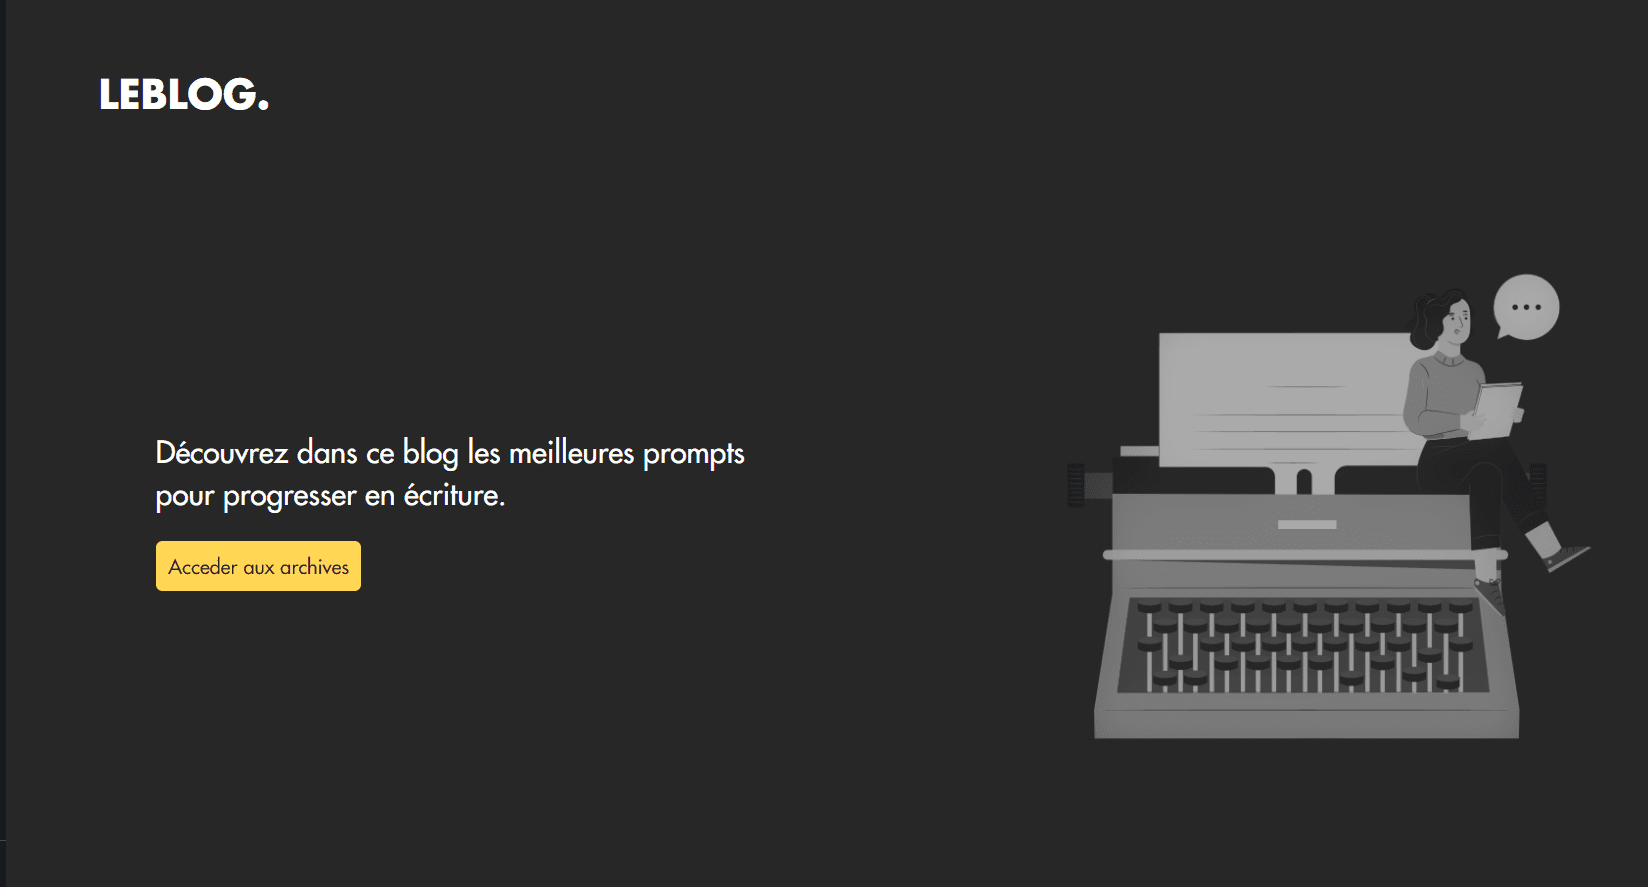 LEBLOG.
Découvrez dans ce blog les meilleures prompts
pour progresser en écriture.
Acceder aux archives